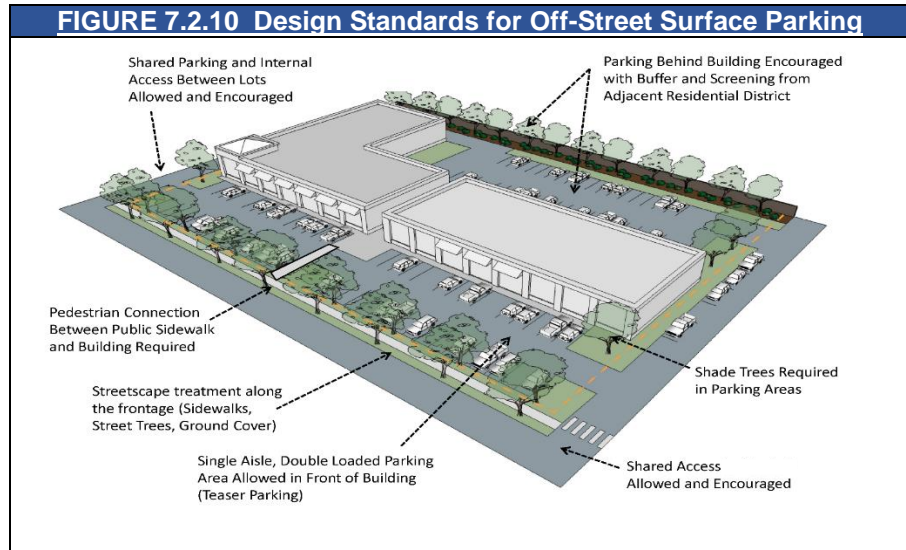 FIGURE 7.2.10  Design Standards for Off-Street Surface Parking
Shared Parking and Internal
Access Between Lots
Allowed and Encouraged
Parking Behind Building Encouraged
with Buffer and Screening from
Adjacent Residential District
Pedestrian Connection
Between Public Sidewalk
and Building Required
Streetscape treatment along
the frontage (Sidewalks,
Street Trees, Ground Cover)
Single Aisle, Double Loaded Parking
Area Allowed in Front of Building
(Teaser Parking)
Shade Trees Required
in Parking Areas
Shared Access
Allowed and Encouraged